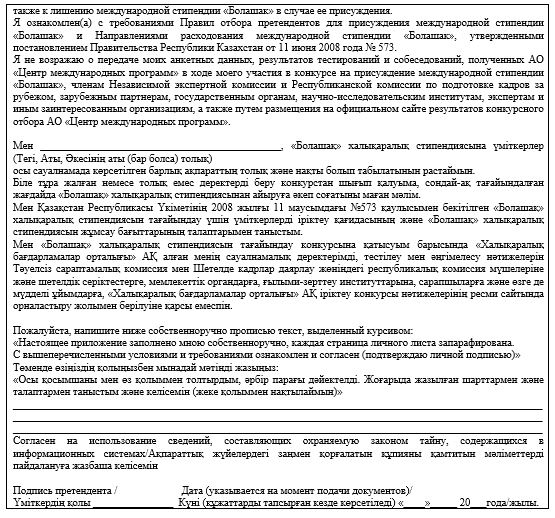 также к лишению международной стипендии «Болашак» в случае ее присуждения.
Я ознакомлен(а) с требованиями Правил отбора претендентов для присуждения международной стипендии
«Болашак» и Направлениями расходования международной стипендии «Болашак», утвержденными
постановлением Правительства Республики Казахстан от 11 июня 2008 года № 573.
Я не возражаю о передаче моих анкетных данных, результатов тестирований и собеседований, полученных АО
«Центр международных программ» в ходе моего участия в конкурсе на присуждение международной стипендии
«Болашак», членам Независимой экспертной комиссии и Республиканской комиссии по подготовке кадров за
рубежом, зарубежным партнерам, государственным органам, научно-исследовательским институтам, экспертам и
иным заинтересованным организациям, а также путем размещения на официальном сайте результатов конкурсного
отбора АО «Центр международных программ».
Мен ________________________________, «Болашақ» халықаралық стипендиясына үміткерлер
(Тегі, Аты, Әкесінің аты (бар болса) толық)
осы сауалнамада көрсетілген барлық ақпараттың толық және нақты болып табылатынын растаймын.
Біле тұра жалған немесе толық емес деректерді беру конкурстан шығып қалуыма, сондай-ақ тағайындалған
жағдайда «Болашақ» халықаралық стипендиясынан айыруға әкеп соғатыны маған мәлім.
Мен Қазақстан Республикасы Үкіметінің 2008 жылғы 11 маусымдағы №573 қаулысымен бекітілген «Болашақ»
халықаралық стипендиясын тағайындау үшін үміткерлерді іріктеу қағидасының және «Болашақ» халықаралық
стипендиясын жұмсау бағыттарының талаптарымен таныстым.
Мен «Болашақ» халықаралық стипендиясын тағайындау конкурсына қатысуым барысында «Халықаралық
бағдарламалар орталығы» АҚ алған менің сауалнамалық деректерімді, тестілеу мен әңгімелесу нәтижелерін
Тәуелсіз сараптамалық комиссия мен Шетелде кадрлар даярлау жөніндегі республикалық комиссия мүшелеріне
және шетелдік серіктестерге, мемлекеттік органдарға, ғылыми-зерттеу институттарына, сарапшыларға және өзге де
мүдделі ұйымдарға, «Халықаралық бағдарламалар орталығы» АҚ іріктеу конкурсы нәтижелерінің ресми сайтында
орналастыру жолымен берілуіне қарсы емеспін.
Пожалуйста, напишите ниже собственноручно прописью текст, выделенный курсивом:
«Настоящее приложение заполнено мною собственноручно, каждая страница личного листа запарафирована.
С вышеперечисленными условиями и требованиями ознакомлен и согласен (подтверждаю личной подписью)»
Төменде өзіңіздің қолыңызбен мынадай мәтінді жазыңыз:
«Осы қосымшаны мен өз қолыммен толтырдым, әрбір парағы дәйектелді. Жоғарыда жазылған шарттармен және
талаптармен таныстым және келісемін (жеке қолыммен нақтылаймын)»
Согласен на использование сведений, составляющих охраняемую законом тайну, содержащихся в
информационных системах/Ақпараттық жүйелердегі заңмен қорғалатын құпияны қамтитын мәліметтерді
пайдалануға жазбаша келісемін
Подпись претендента / Дата (указывается на момент подачи документов)/
Үміткердің қолы ______________ Күні (құжаттарды тапсырған кезде көрсетіледі) «____»_____ 20___года/жылы.